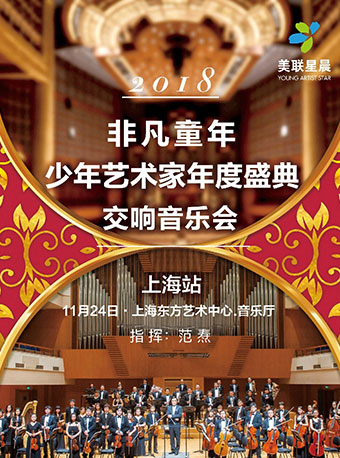 美联星晨
YOUNG ARTIST STAR
2018
非凡童年
少年艺术家年度盛典
交响音乐会
上海站
11月24日·上海东方艺术中心.音乐厅
指挥：范焘